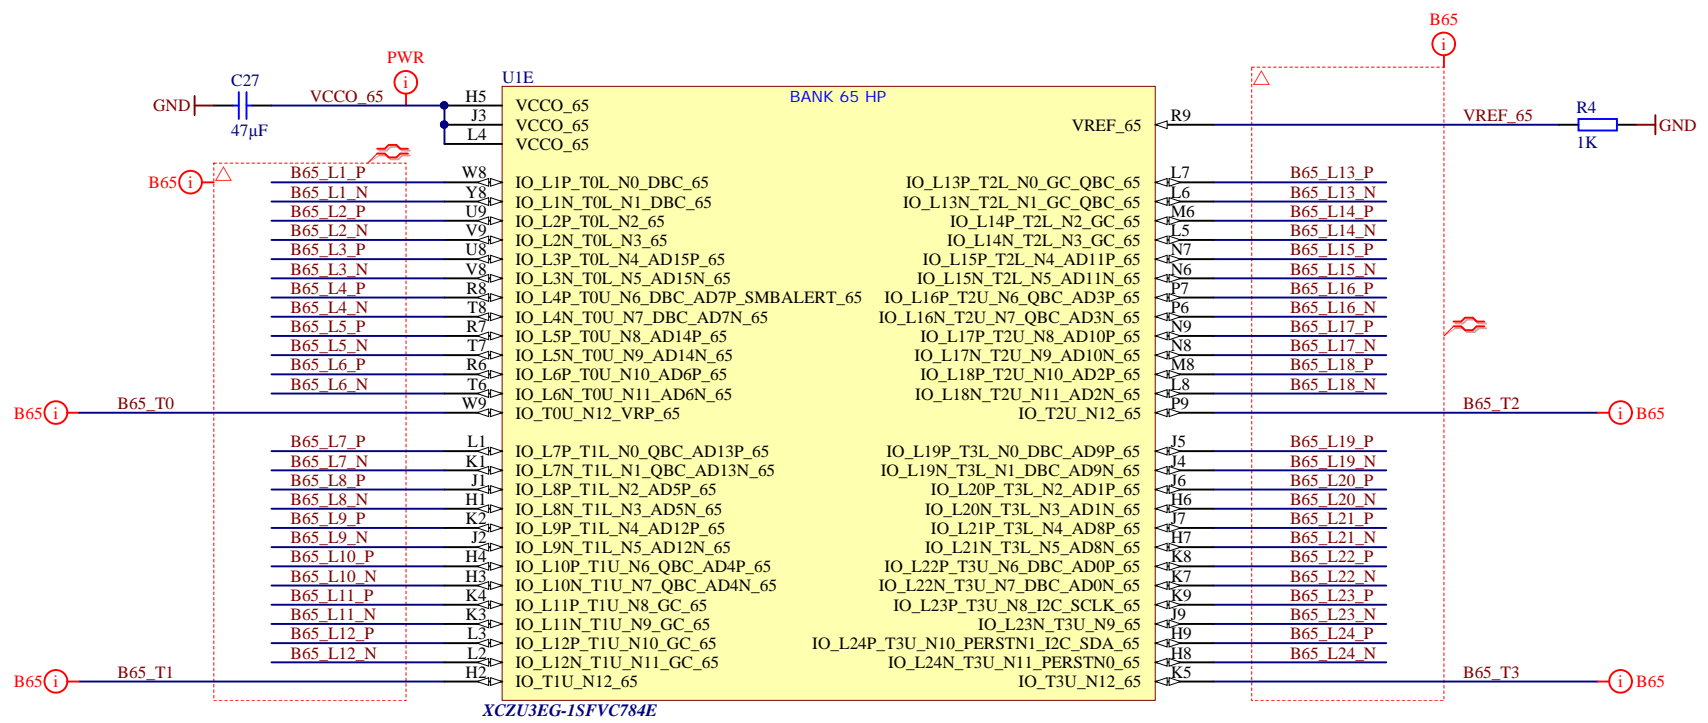 B65
PWR
C27
U1E
GND VCCO_65 H5 VCCO_65 BANK 65 HP
47µF J3 VCCO_65 VREF_65 R9 VREF_65 R4 GND
L4 VCCO_65 1K
B65 B65_L1_P W8 IO_L1P_T0L_N0_DBC_65 IO_L13P_T2L_N0_GC_QBC_65 L7 B65_L13_P
B65_L1_N Y8 IO_L1N_T0L_N1_DBC_65 IO_L13N_T2L_N1_GC_QBC_65 L6 B65_L13_N
B65_L2_P U9 IO_L2P_T0L_N2_65 IO_L14P_T2L_N2_GC_65 M6 B65_L14_P
B65_L2_N V9 IO_L2N_T0L_N3_65 IO_L14N_T2L_N3_GC_65 L5 B65_L14_N
B65_L3_P U8 IO_L3P_T0L_N4_AD15P_65 IO_L15P_T2L_N4_AD11P_65 N7 B65_L15_P
B65_L3_N V8 IO_L3N_T0L_N5_AD15N_65 IO_L15N_T2L_N5_AD11N_65 N6 B65_L15_N
B65_L4_P R8 IO_L4P_T0U_N6_DBC_AD7P_SMBALERT_65 IO_L16P_T2U_N6_QBC_AD3P_65 P7 B65_L16_P
B65_L4_N T8 IO_L4N_T0U_N7_DBC_AD7N_65 IO_L16N_T2U_N7_QBC_AD3N_65 P6 B65_L16_N
B65_L5_P R7 IO_L5P_T0U_N8_AD14P_65 IO_L17P_T2U_N8_AD10P_65 N9 B65_L17_P
B65_L5_N T7 IO_L5N_T0U_N9_AD14N_65 IO_L17N_T2U_N9_AD10N_65 N8 B65_L17_N
B65_L6_P R6 IO_L6P_T0U_N10_AD6P_65 IO_L18P_T2U_N10_AD2P_65 M8 B65_L18_P
B65_L6_N T6 IO_L6N_T0U_N11_AD6N_65 IO_L18N_T2U_N11_AD2N_65 L8 B65_L18_N
B65 B65_T0 W9 IO_T0U_N12_VRP_65 IO_T2U_N12_65 P9 B65_T2 B65
B65_L7_P L1 IO_L7P_T1L_N0_QBC_AD13P_65 IO_L19P_T3L_N0_DBC_AD9P_65 J5 B65_L19_P
B65_L7_N K1 IO_L7N_T1L_N1_QBC_AD13N_65 IO_L19N_T3L_N1_DBC_AD9N_65 J4 B65_L19_N
B65_L8_P J1 IO_L8P_T1L_N2_AD5P_65 IO_L20P_T3L_N2_AD1P_65 J6 B65_L20_P
B65_L8_N H1 IO_L8N_T1L_N3_AD5N_65 IO_L20N_T3L_N3_AD1N_65 H6 B65_L20_N
B65_L9_P K2 IO_L9P_T1L_N4_AD12P_65 IO_L21P_T3L_N4_AD8P_65 J7 B65_L21_P
B65_L9_N J2 IO_L9N_T1L_N5_AD12N_65 IO_L21N_T3L_N5_AD8N_65 H7 B65_L21_N
B65_L10_P H4 IO_L10P_T1U_N6_QBC_AD4P_65 IO_L22P_T3U_N6_DBC_AD0P_65 K8 B65_L22_P
B65_L10_N H3 IO_L10N_T1U_N7_QBC_AD4N_65 IO_L22N_T3U_N7_DBC_AD0N_65 K7 B65_L22_N
B65_L11_P K4 IO_L11P_T1U_N8_GC_65 IO_L23P_T3U_N8_I2C_SCLK_65 K9 B65_L23_P
B65_L11_N K3 IO_L11N_T1U_N9_GC_65 IO_L23N_T3U_N9_65 J9 B65_L23_N
B65_L12_P L3 IO_L12P_T1U_N10_GC_65 IO_L24P_T3U_N10_PERSTN1_I2C_SDA_65 H9 B65_L24_P
B65_L12_N L2 IO_L12N_T1U_N11_GC_65 IO_L24N_T3U_N11_PERSTN0_65 H8 B65_L24_N
B65 B65_T1 H2 IO_T1U_N12_65 IO_T3U_N12_65 K5 B65_T3 B65
XCZU3EG-1SFVC784E